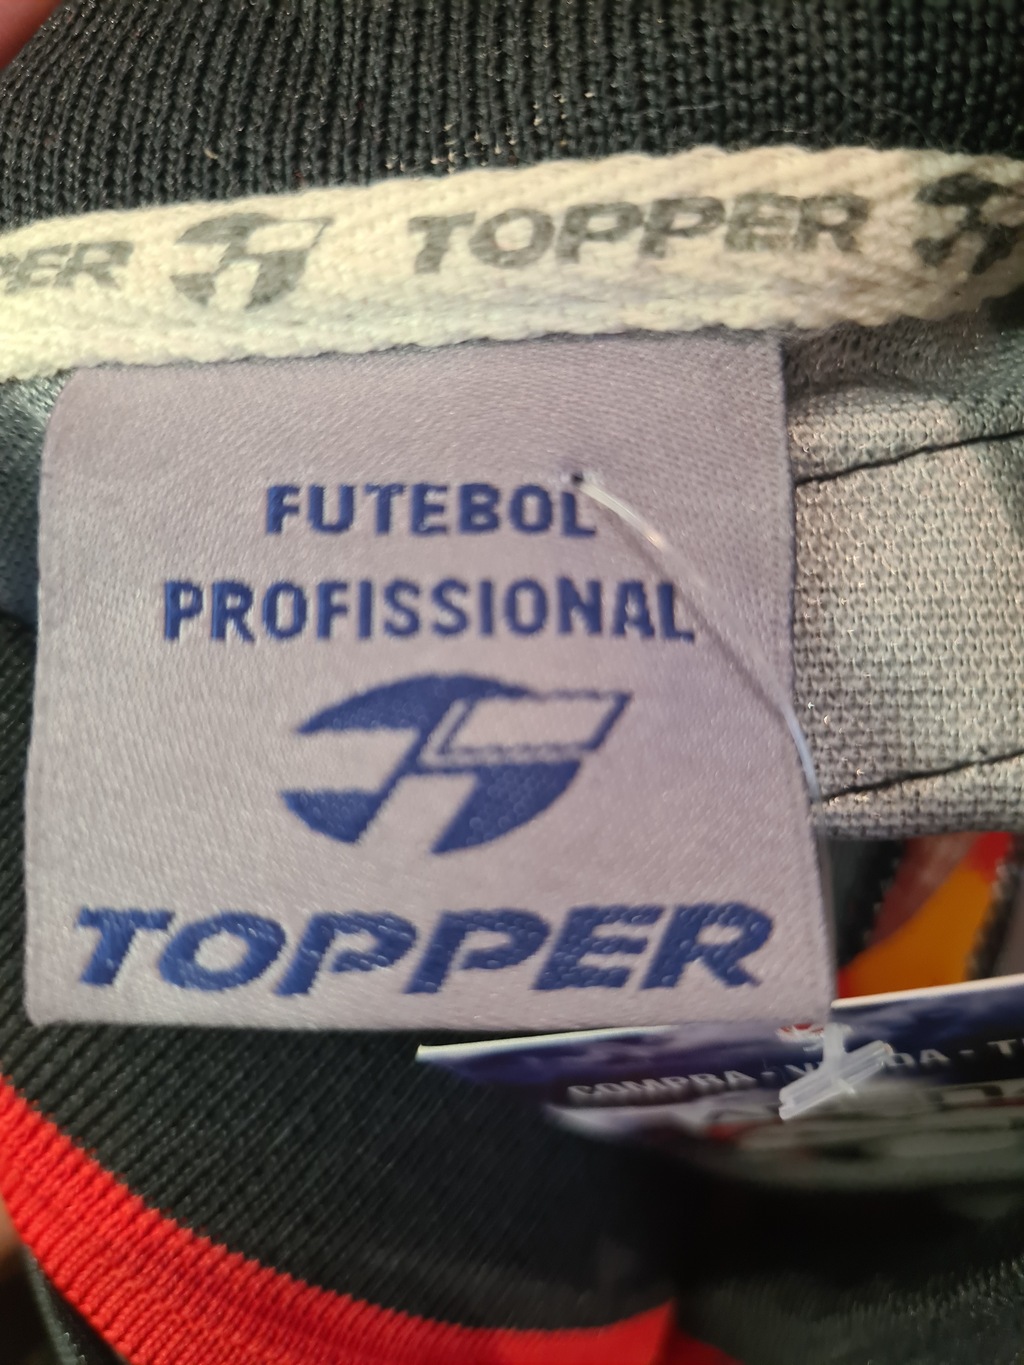 TOPPER
FUTEBOL
PROFISSIONAL
TOPPER
COMPRA